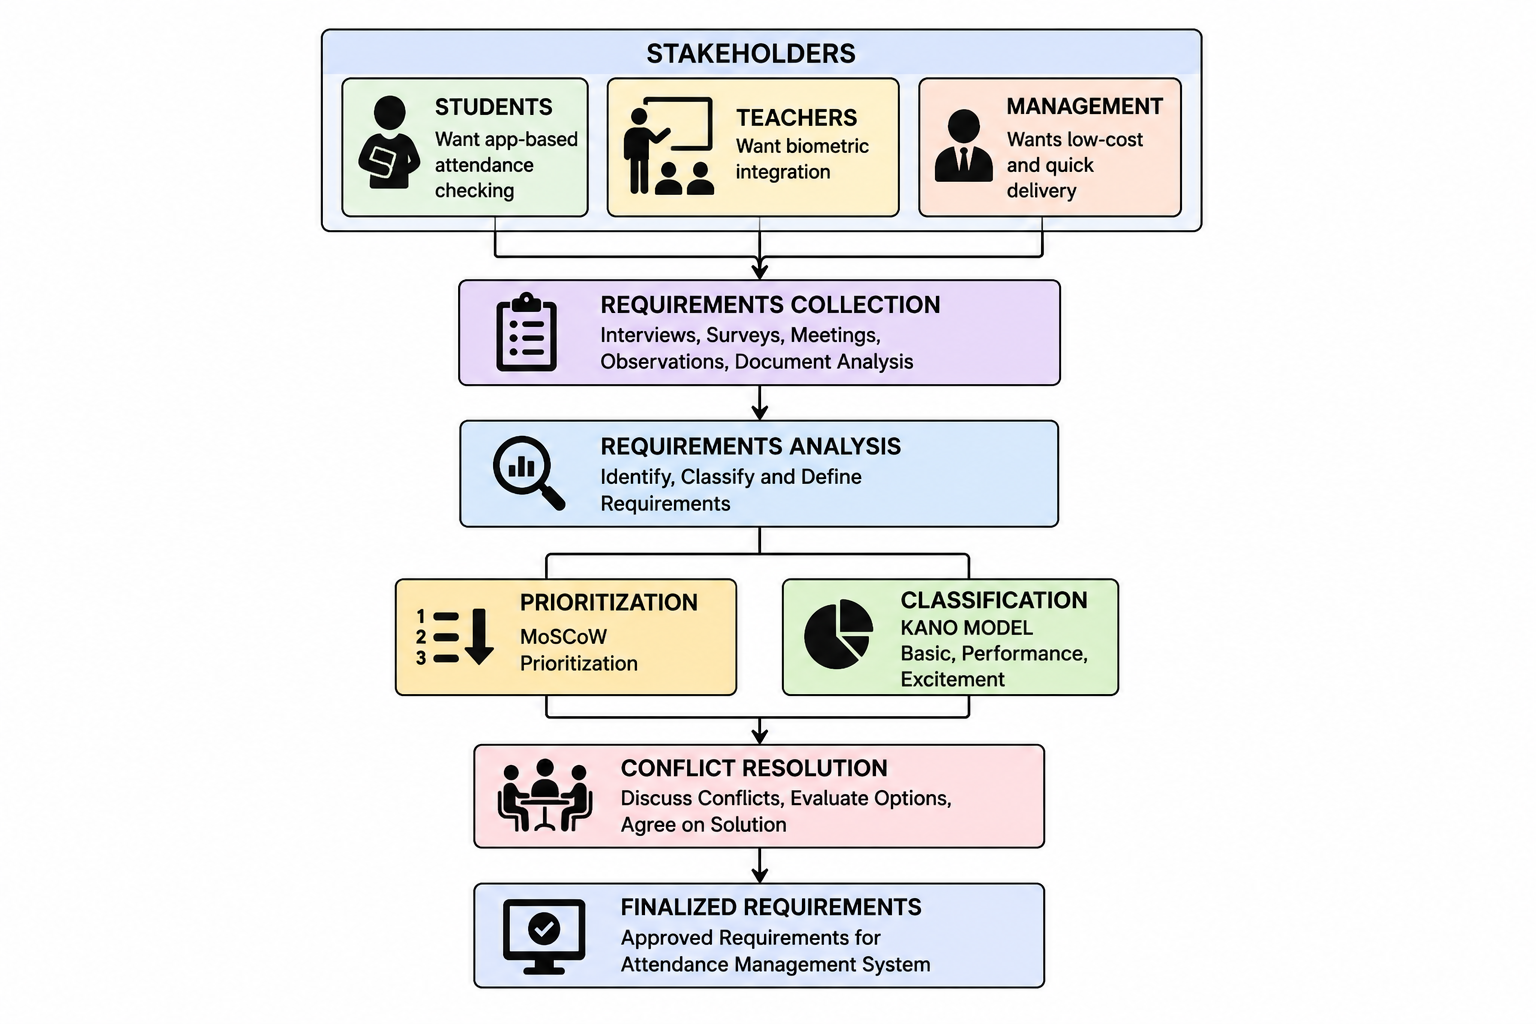 STAKEHOLDERS
STUDENTS
Want app-based
attendance
checking
TEACHERS
Want biometric
integration
MANAGEMENT
Wants low-cost
and quick
delivery
REQUIREMENTS COLLECTION
Interviews, Surveys, Meetings,
Observations, Document Analysis
REQUIREMENTS ANALYSIS
Identify, Classify and Define
Requirements
1
2
3
PRIORITIZATION
MoSCoW
Prioritization
CLASSIFICATION
KANO MODEL
Basic, Performance,
Excitement
CONFLICT RESOLUTION
Discuss Conflicts, Evaluate Options,
Agree on Solution
FINALIZED REQUIREMENTS
Approved Requirements for
Attendance Management System